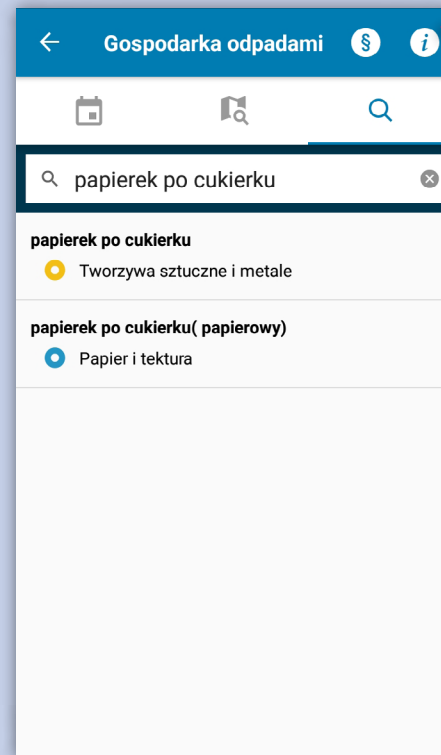 Gospodarka odpadami § i
papierek po cukierku
papierek po cukierku
Tworzywa sztuczne i metale
papierek po cukierku( papierowy)
Papier i tektura